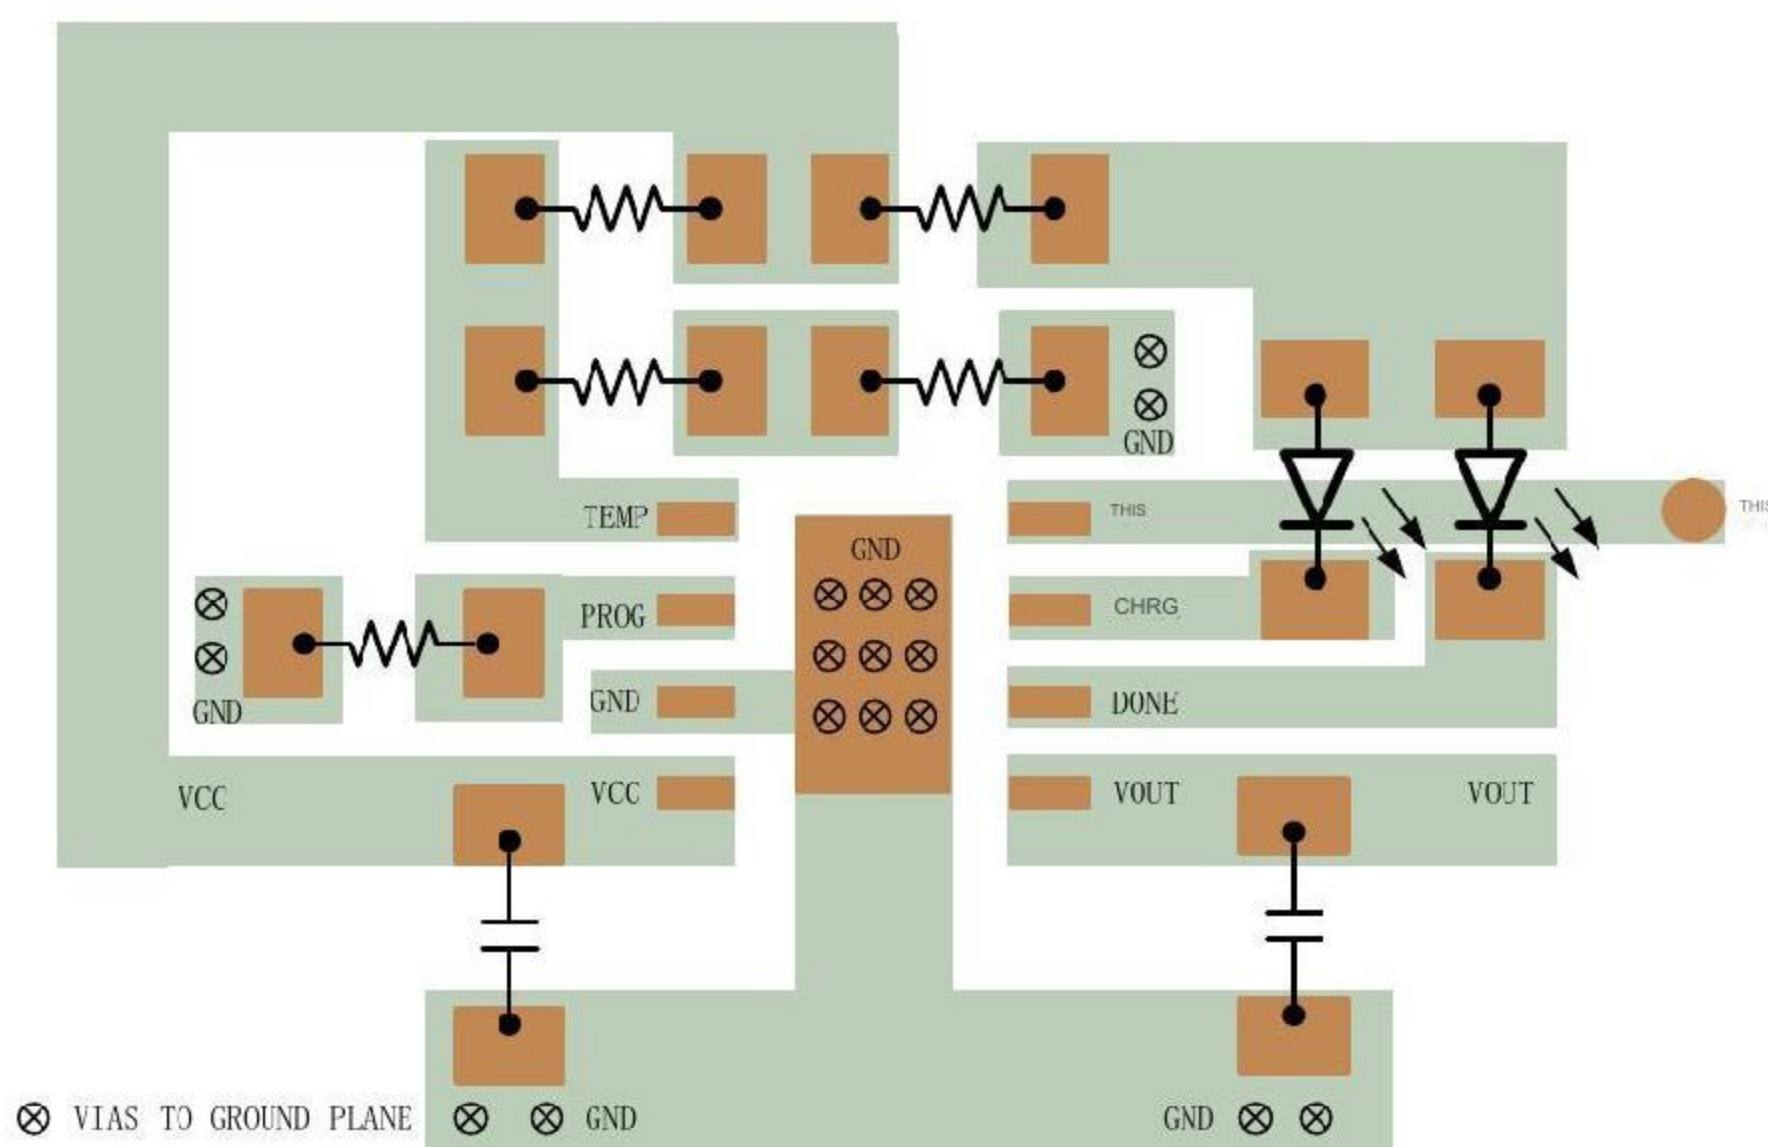 GND
TEMP
THIS
THIS
GND
PROG
CHRG
GND
GND
DONE
VCC
VCC
VOUT
VOUT
VIAS TO GROUND PLANE
GND
GND